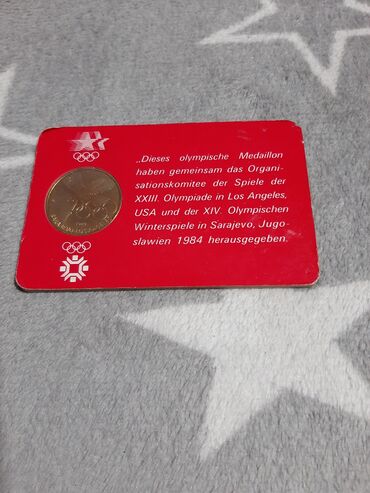 „Dieses olympische Medaillon
haben gemeinsam das Organi-
sationskomitee der Spiele der
XXIII. Olympiade in Los Angeles,
USA und der XIV. Olympischen
Winterspiele in Sarajevo, Jugo-
slawien 1984 herausgegeben.